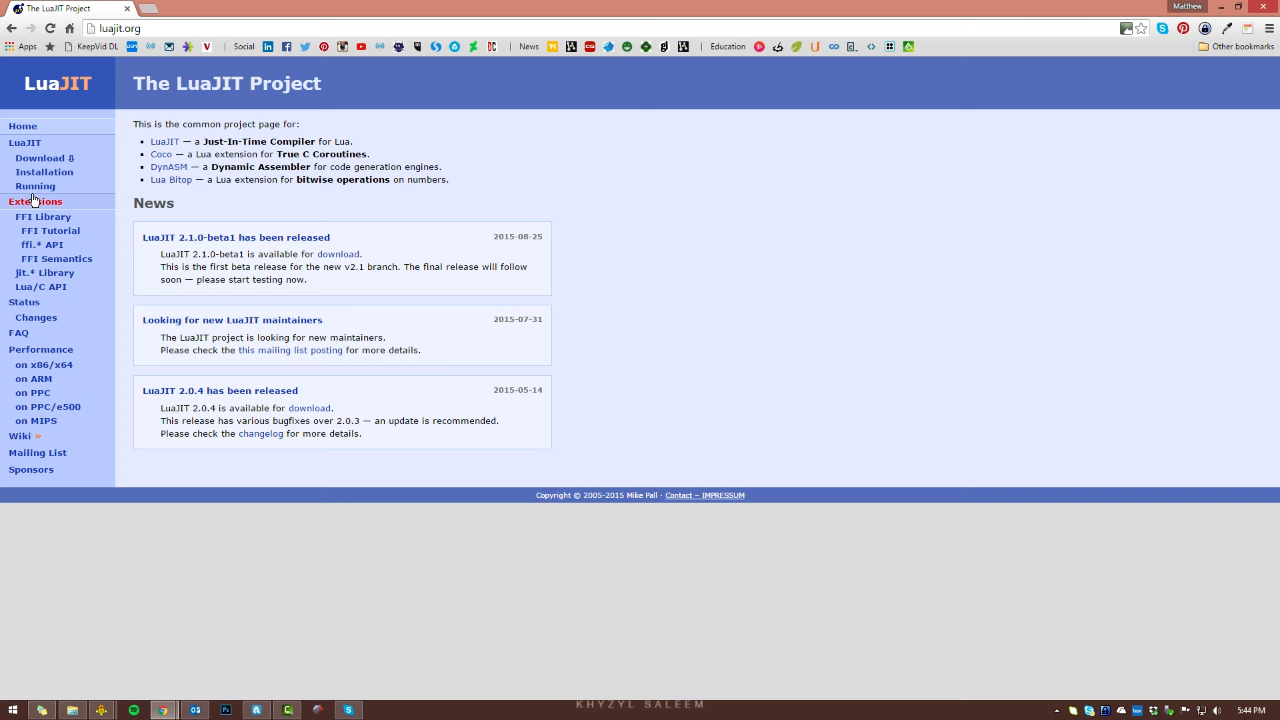 The LuaJIT Project
Matthew
luajit.org
Apps
KeepVid DL
Social
News
Education
Other bookmarks
LuaJIT
The LuaJIT Project
Home
LuaJIT
Download ⇩
Installation
Running
Extensions
FFI Library
FFI Tutorial
ffi.* API
FFI Semantics
jit.* Library
Lua/C API
Status
Changes
FAQ
Performance
on x86/x64
on ARM
on PPC
on PPC/e500
on MIPS
Wiki »
Mailing List
Sponsors
This is the common project page for:
• LuaJIT — a Just-In-Time Compiler for Lua.
• Coco — a Lua extension for True C Coroutines.
• DynASM — a Dynamic Assembler for code generation engines.
• Lua Bitop — a Lua extension for bitwise operations on numbers.
News
LuaJIT 2.1.0-beta1 has been released 2015-08-25
LuaJIT 2.1.0-beta1 is available for download.
This is the first beta release for the new v2.1 branch. The final release will follow
soon — please start testing now.
Looking for new LuaJIT maintainers 2015-07-31
The LuaJIT project is looking for new maintainers.
Please check the this mailing list posting for more details.
LuaJIT 2.0.4 has been released 2015-05-14
LuaJIT 2.0.4 is available for download.
This release has various bugfixes over 2.0.3 — an update is recommended.
Please check the changelog for more details.
Copyright © 2005-2015 Mike Pall · Contact – IMPRESSUM
KHYZYL SALEEM
5:44 PM